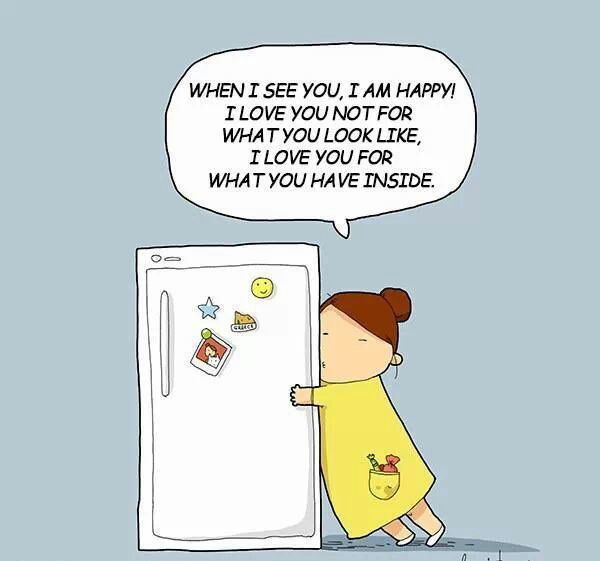 WHEN I SEE YOU, I AM HAPPY!
I LOVE YOU NOT FOR
WHAT YOU LOOK LIKE,
I LOVE YOU FOR
WHAT YOU HAVE INSIDE.
GREECE